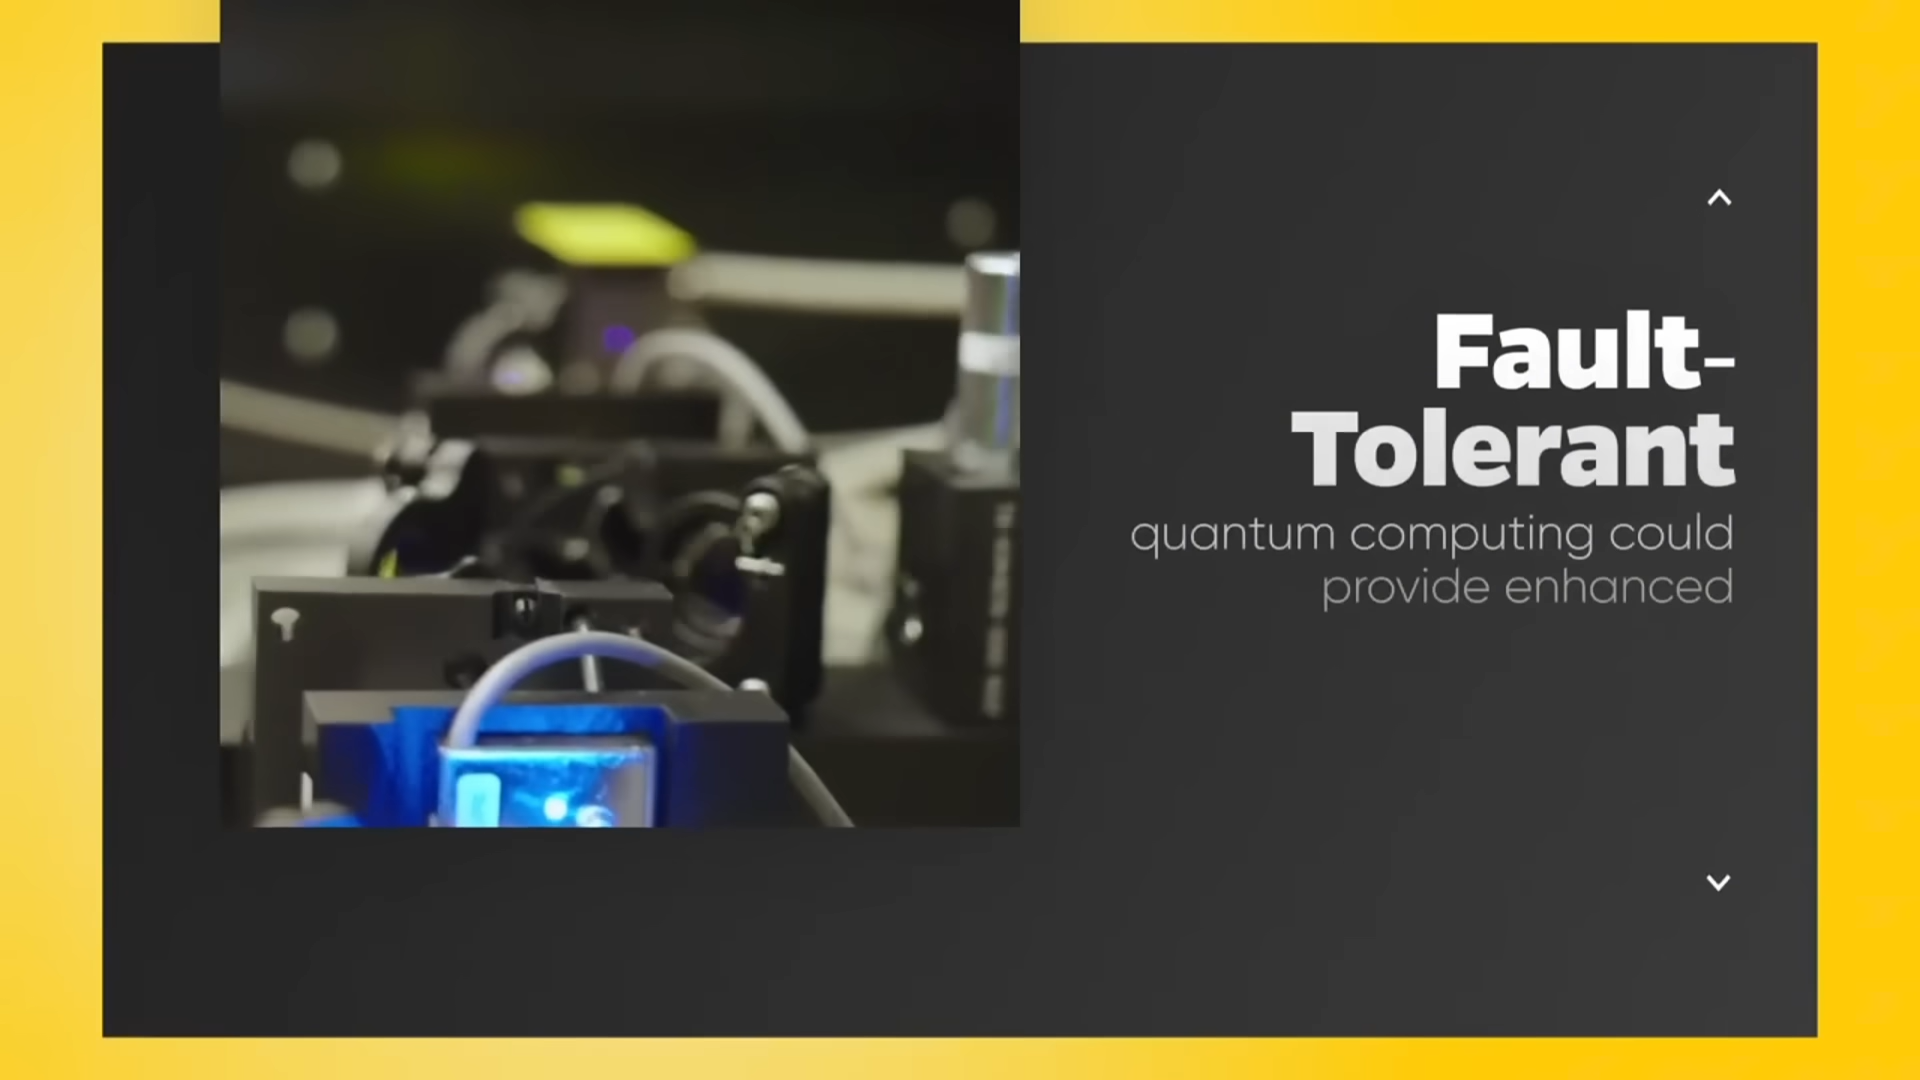 Fault-
Tolerant
quantum computing could
provide enhanced